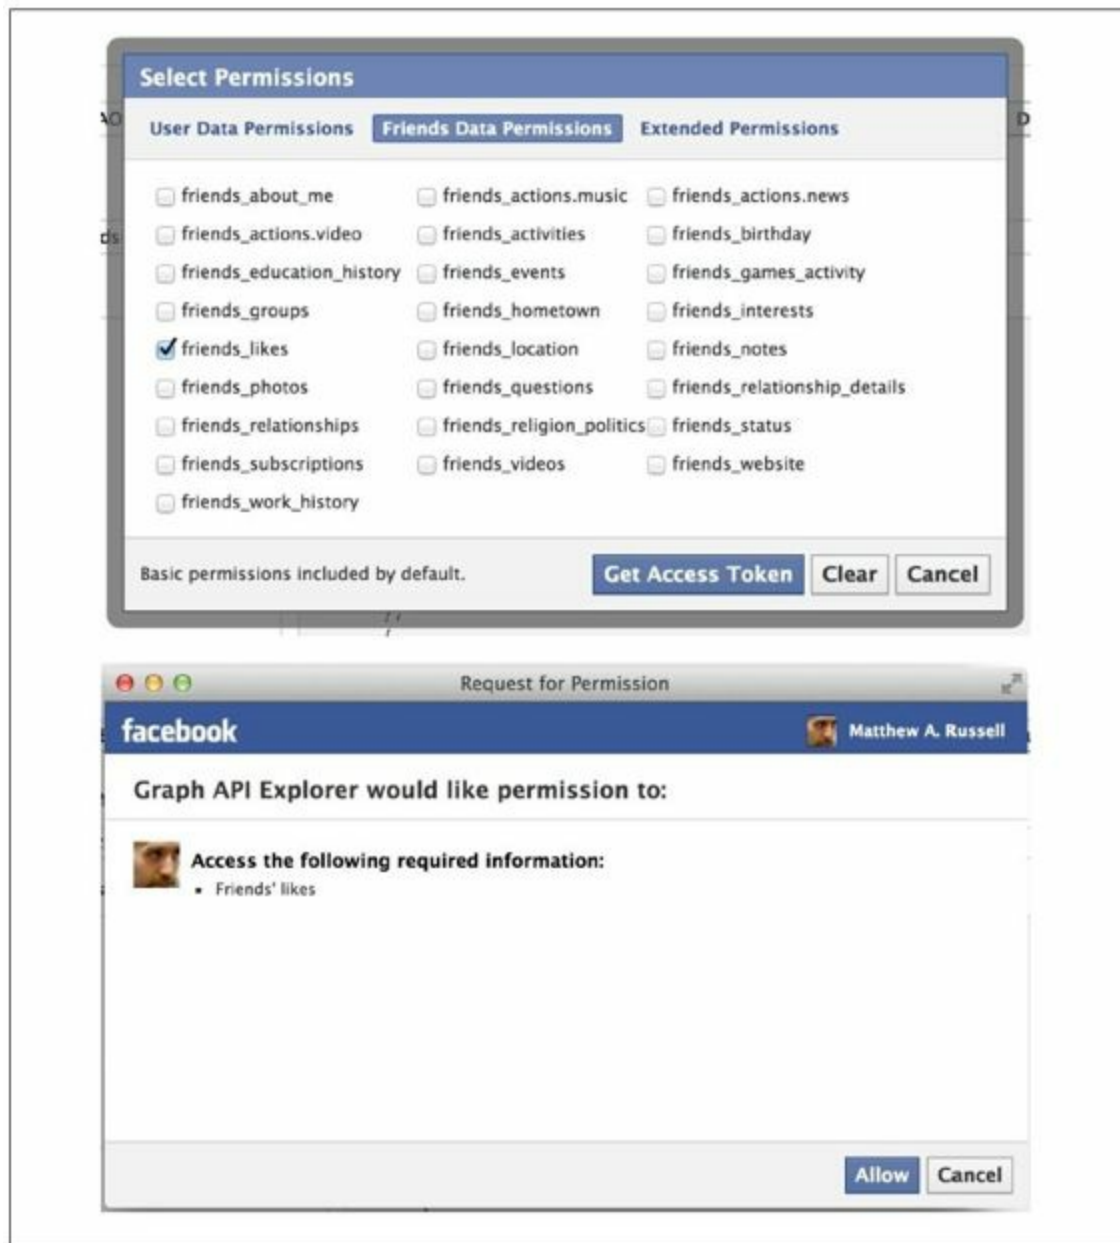 Select Permissions
User Data Permissions Friends Data Permissions Extended Permissions
friends_about_me friends_actions.music friends_actions.news
friends_actions.video friends_activities friends_birthday
friends_education_history friends_events friends_games_activity
friends_groups friends_hometown friends_interests
friends_likes friends_location friends_notes
friends_photos friends_questions friends_relationship_details
friends_relationships friends_religion_politics friends_status
friends_subscriptions friends_videos friends_website
friends_work_history
Basic permissions included by default. Get Access Token Clear Cancel
Request for Permission
facebook Matthew A. Russell
Graph API Explorer would like permission to:
Access the following required information:
• Friends' likes
Allow Cancel